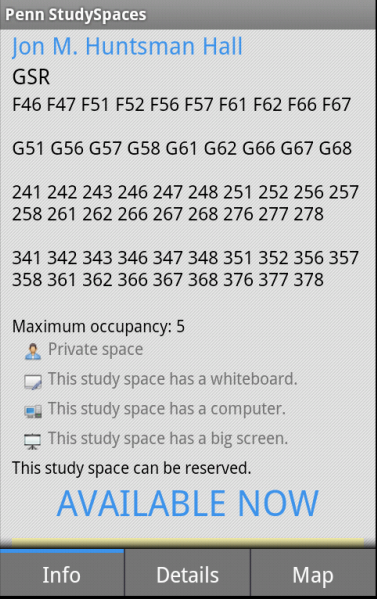 Penn StudySpaces
Jon M. Huntsman Hall
GSR
F46 F47 F51 F52 F56 F57 F61 F62 F66 F67
G51 G56 G57 G58 G61 G62 G66 G67 G68
241 242 243 246 247 248 251 252 256 257
258 261 262 266 267 268 276 277 278
341 342 343 346 347 348 351 352 356 357
358 361 362 366 367 368 376 377 378
Maximum occupancy: 5
Private space
This study space has a whiteboard.
This study space has a computer.
This study space has a big screen.
This study space can be reserved.
AVAILABLE NOW
Info
Details
Map